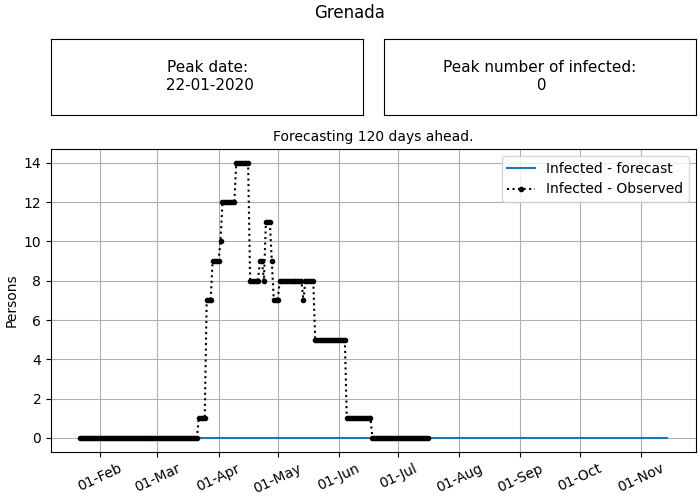 Grenada
Peak date:
22-01-2020
Peak number of infected:
0
Forecasting 120 days ahead.
Infected - forecast
Infected - Observed
Persons
14
12
10
8
6
4
2
0
01-Feb
01-Mar
01-Apr
01-May
01-Jun
01-Jul
01-Aug
01-Sep
01-Oct
01-Nov